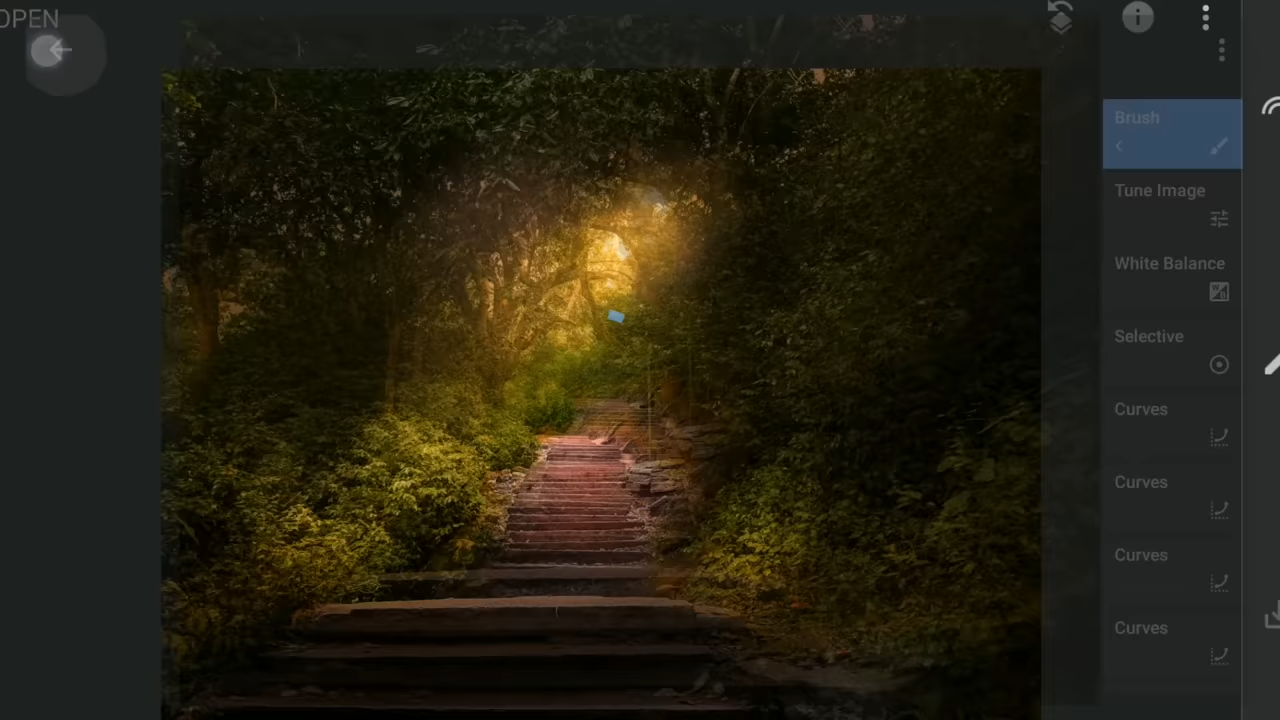 OPEN
Brush
Tune Image
White Balance
Selective
Curves
Curves
Curves
Curves